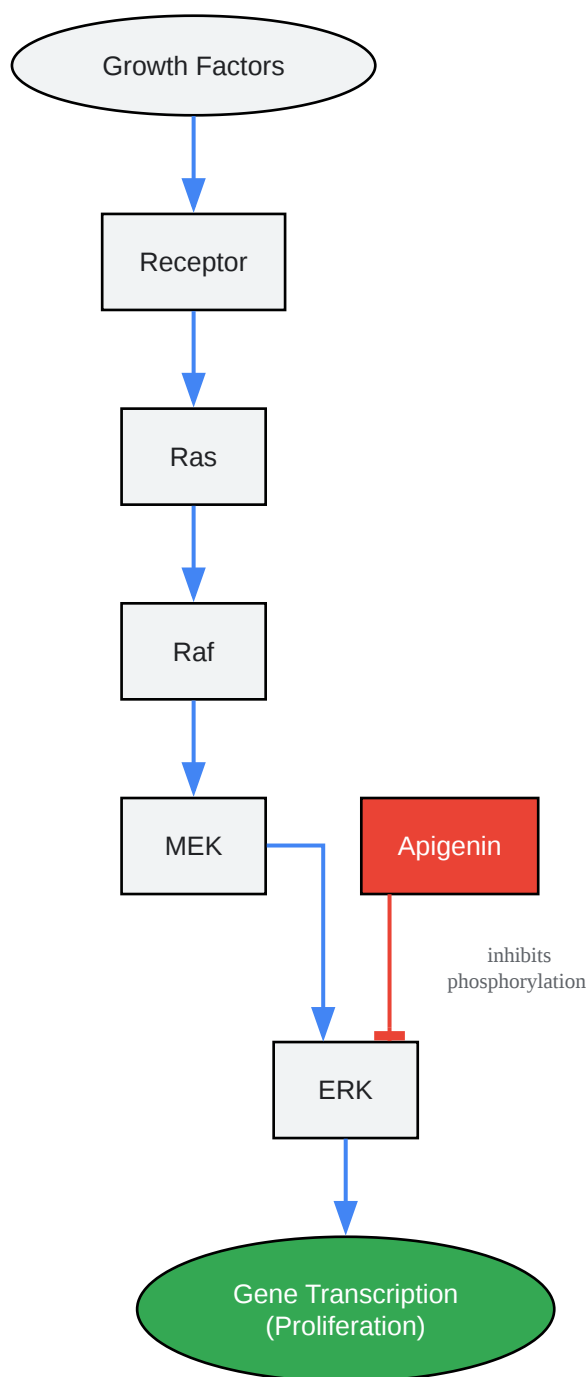 Growth Factors
Receptor
Ras
Raf
MEK
Apigenin
inhibits
phosphorylation
ERK
Gene Transcription
(Proliferation)